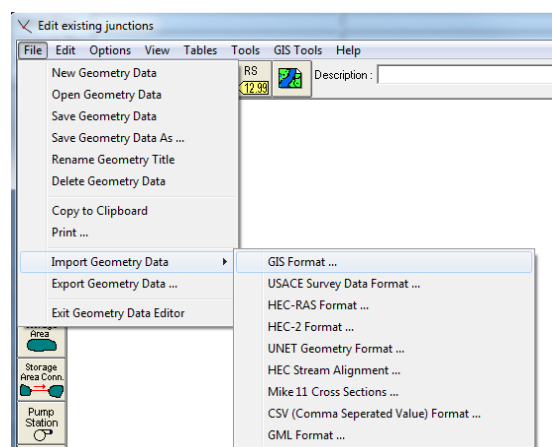 Edit existing junctions
File Edit Options View Tables Tools GIS Tools Help
New Geometry Data
Open Geometry Data
Save Geometry Data
Save Geometry Data As ...
Rename Geometry Title
Delete Geometry Data
Copy to Clipboard
Print ...
Import Geometry Data
Export Geometry Data ...
Exit Geometry Data Editor
RS
12.99
Description :
GIS Format ...
USACE Survey Data Format ...
HEC-RAS Format ...
HEC-2 Format ...
UNET Geometry Format ...
HEC Stream Alignment ...
Mike 11 Cross Sections ...
CSV (Comma Seperated Value) Format ...
GML Format ...
Area
Storage
Area Conn.
Pump
Station